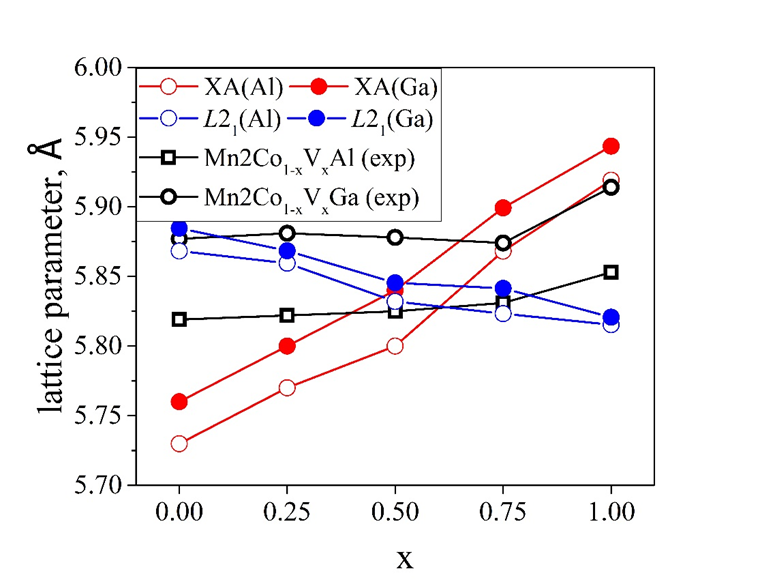 6.00
5.95
5.90
5.85
5.80
5.75
5.70
lattice parameter, Å
XA(Al) XA(Ga)
L2₁(Al) L2₁(Ga)
Mn2Co₁₋ₓVₓAl (exp)
Mn2Co₁₋ₓVₓGa (exp)
0.00 0.25 0.50 0.75 1.00
x